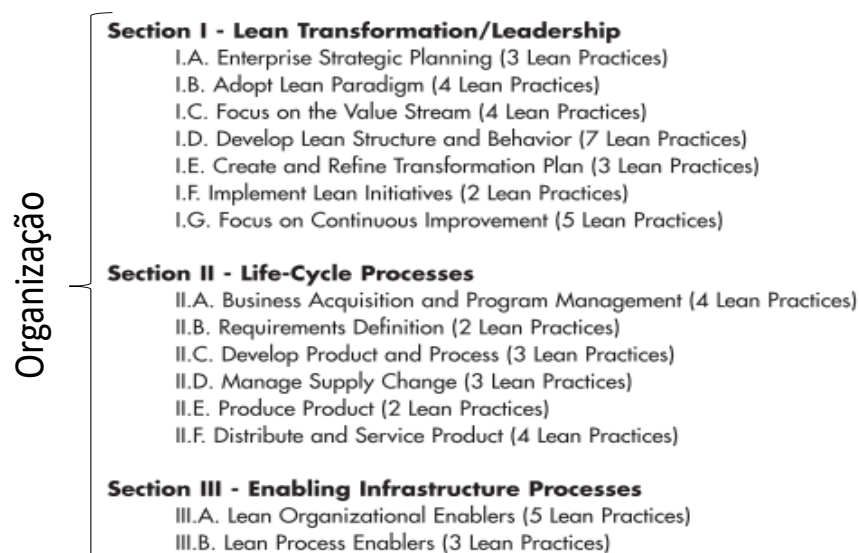 Organização
Section I - Lean Transformation/Leadership
I.A. Enterprise Strategic Planning (3 Lean Practices)
I.B. Adopt Lean Paradigm (4 Lean Practices)
I.C. Focus on the Value Stream (4 Lean Practices)
I.D. Develop Lean Structure and Behavior (7 Lean Practices)
I.E. Create and Refine Transformation Plan (3 Lean Practices)
I.F. Implement Lean Initiatives (2 Lean Practices)
I.G. Focus on Continuous Improvement (5 Lean Practices)
Section II - Life-Cycle Processes
II.A. Business Acquisition and Program Management (4 Lean Practices)
II.B. Requirements Definition (2 Lean Practices)
II.C. Develop Product and Process (3 Lean Practices)
II.D. Manage Supply Change (3 Lean Practices)
II.E. Produce Product (2 Lean Practices)
II.F. Distribute and Service Product (4 Lean Practices)
Section III - Enabling Infrastructure Processes
III.A. Lean Organizational Enablers (5 Lean Practices)
III.B. Lean Process Enablers (3 Lean Practices)